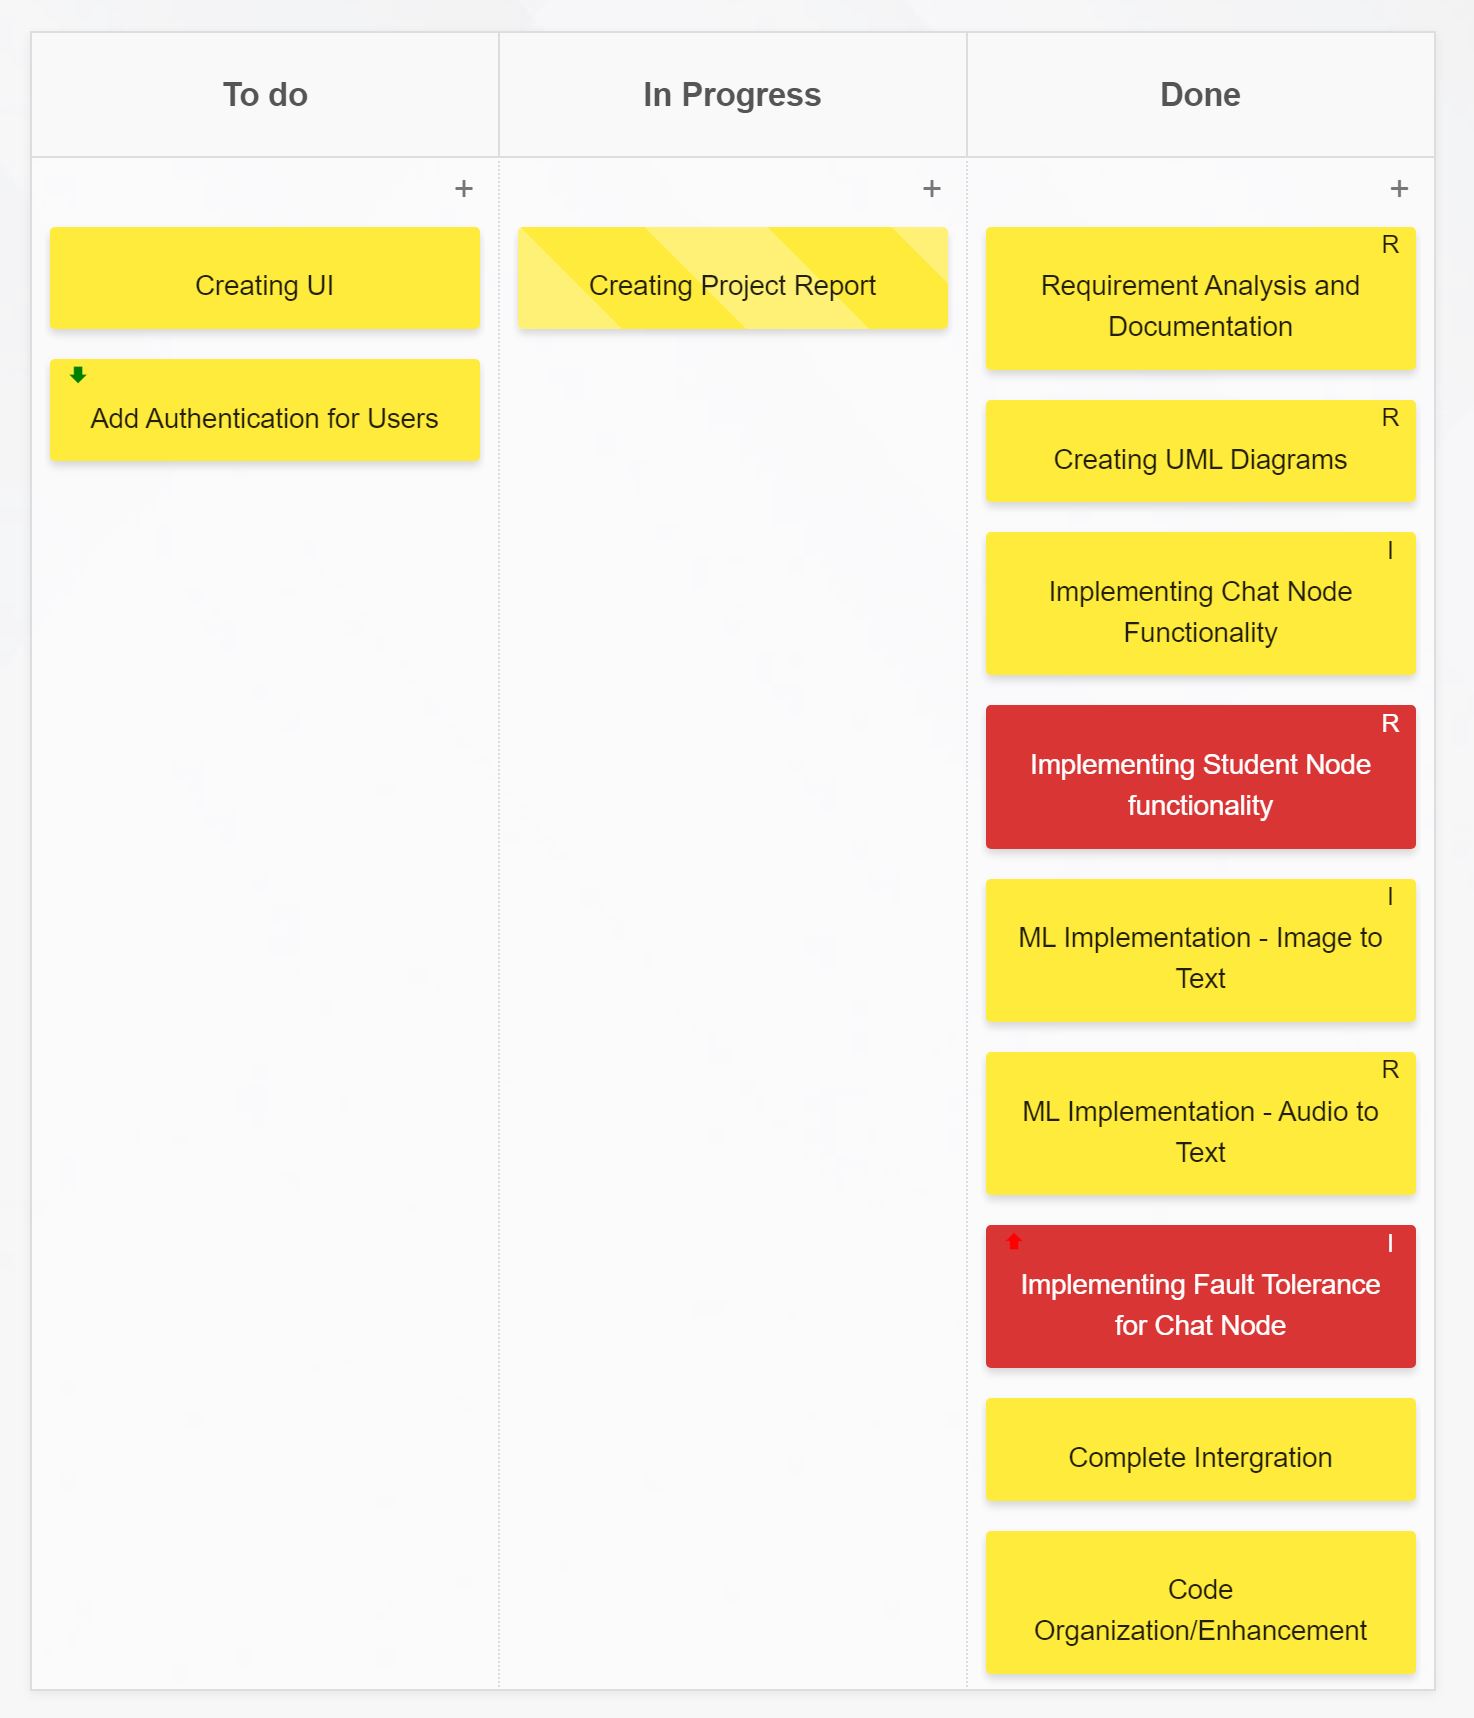 To do
In Progress
Done
+
+
+
Creating UI
Add Authentication for Users
Creating Project Report
R
Requirement Analysis and
Documentation
R
Creating UML Diagrams
I
Implementing Chat Node
Functionality
R
Implementing Student Node
functionality
I
ML Implementation - Image to
Text
R
ML Implementation - Audio to
Text
I
Implementing Fault Tolerance
for Chat Node
Complete Intergration
Code
Organization/Enhancement